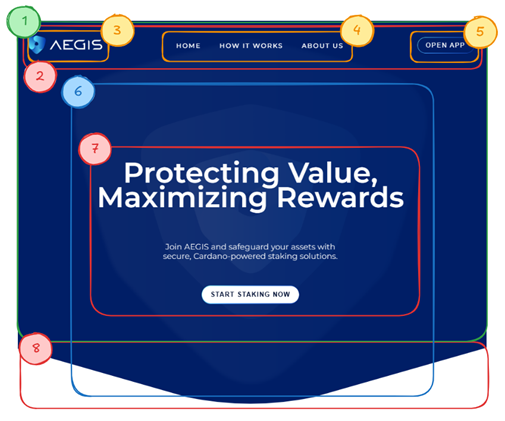 1
AEGIS
3
HOME HOW IT WORKS ABOUT US
4
OPEN APP
5
2
6
7
Protecting Value,
Maximizing Rewards
Join AEGIS and safeguard your assets with
secure, Cardano-powered staking solutions.
START STAKING NOW
8